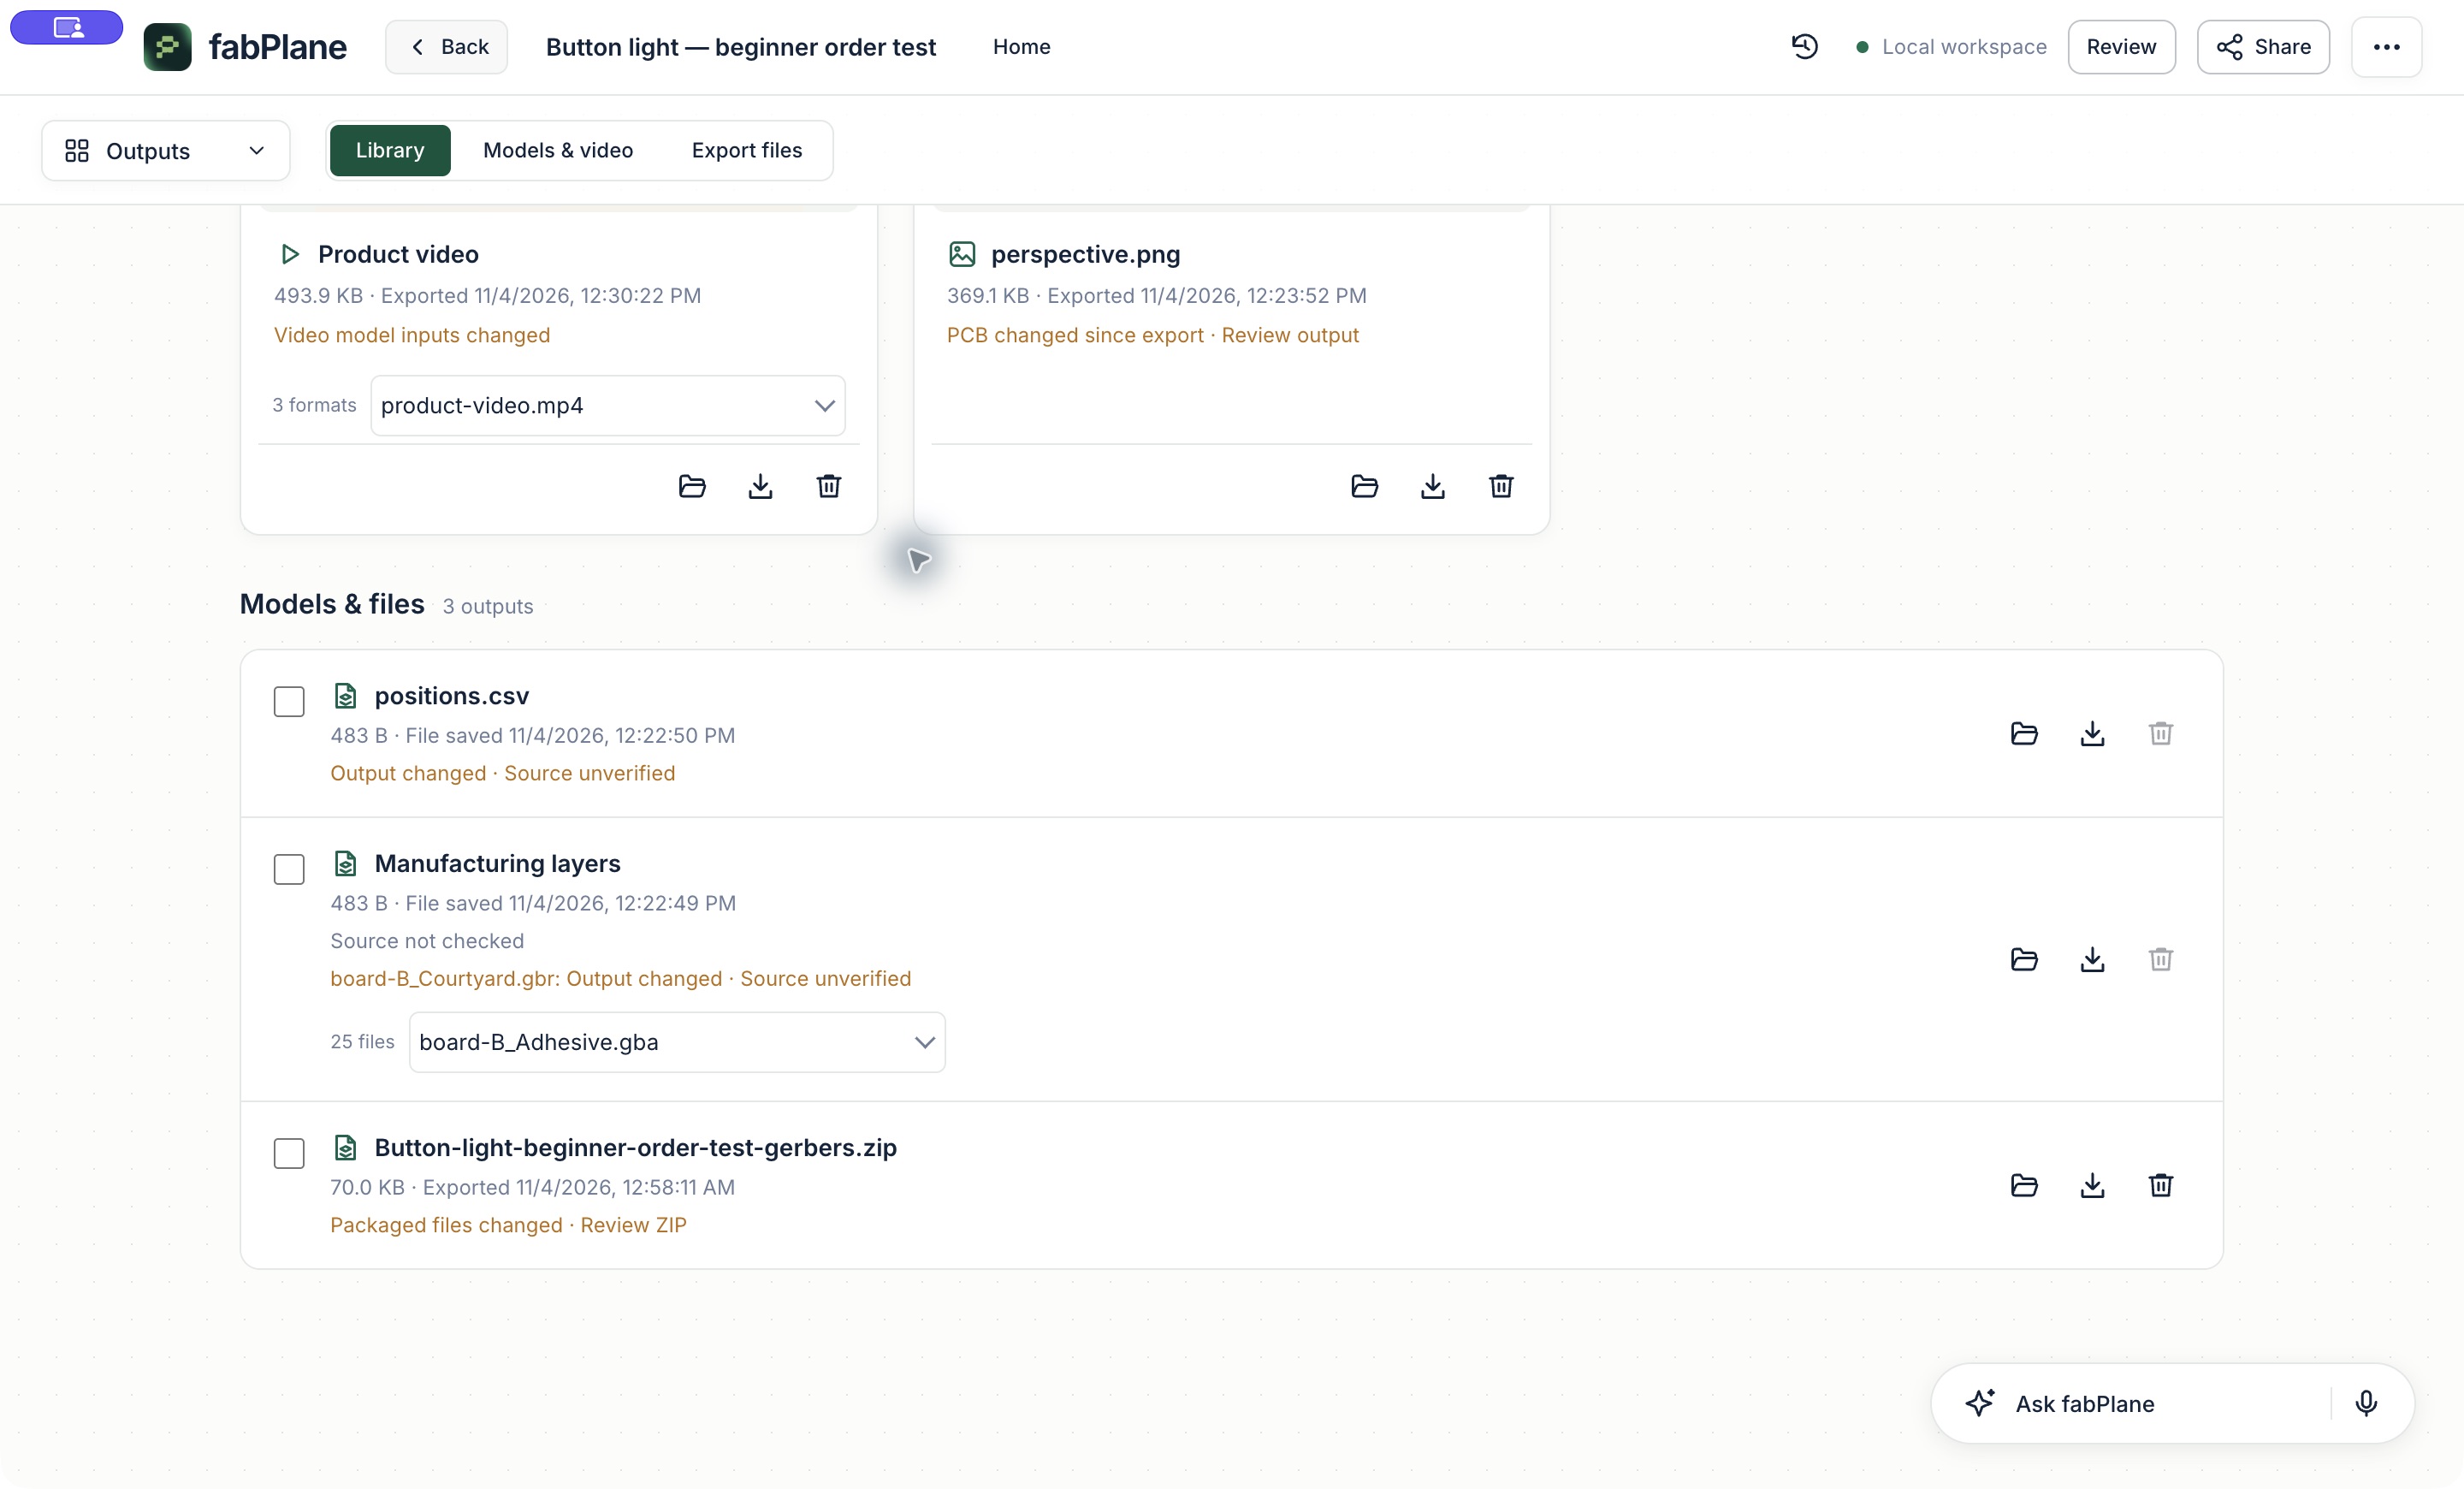 fabPlane
Back
Button light — beginner order test
Home
Local workspace
Review
Share
Outputs
Library
Models & video
Export files
Product video
493.9 KB · Exported 11/4/2026, 12:30:22 PM
Video model inputs changed
3 formats
product-video.mp4
perspective.png
369.1 KB · Exported 11/4/2026, 12:23:52 PM
PCB changed since export · Review output
Models & files 3 outputs
positions.csv
483 B · File saved 11/4/2026, 12:22:50 PM
Output changed · Source unverified
Manufacturing layers
483 B · File saved 11/4/2026, 12:22:49 PM
Source not checked
board-B_Courtyard.gbr: Output changed · Source unverified
25 files
board-B_Adhesive.gba
Button-light-beginner-order-test-gerbers.zip
70.0 KB · Exported 11/4/2026, 12:58:11 AM
Packaged files changed · Review ZIP
Ask fabPlane